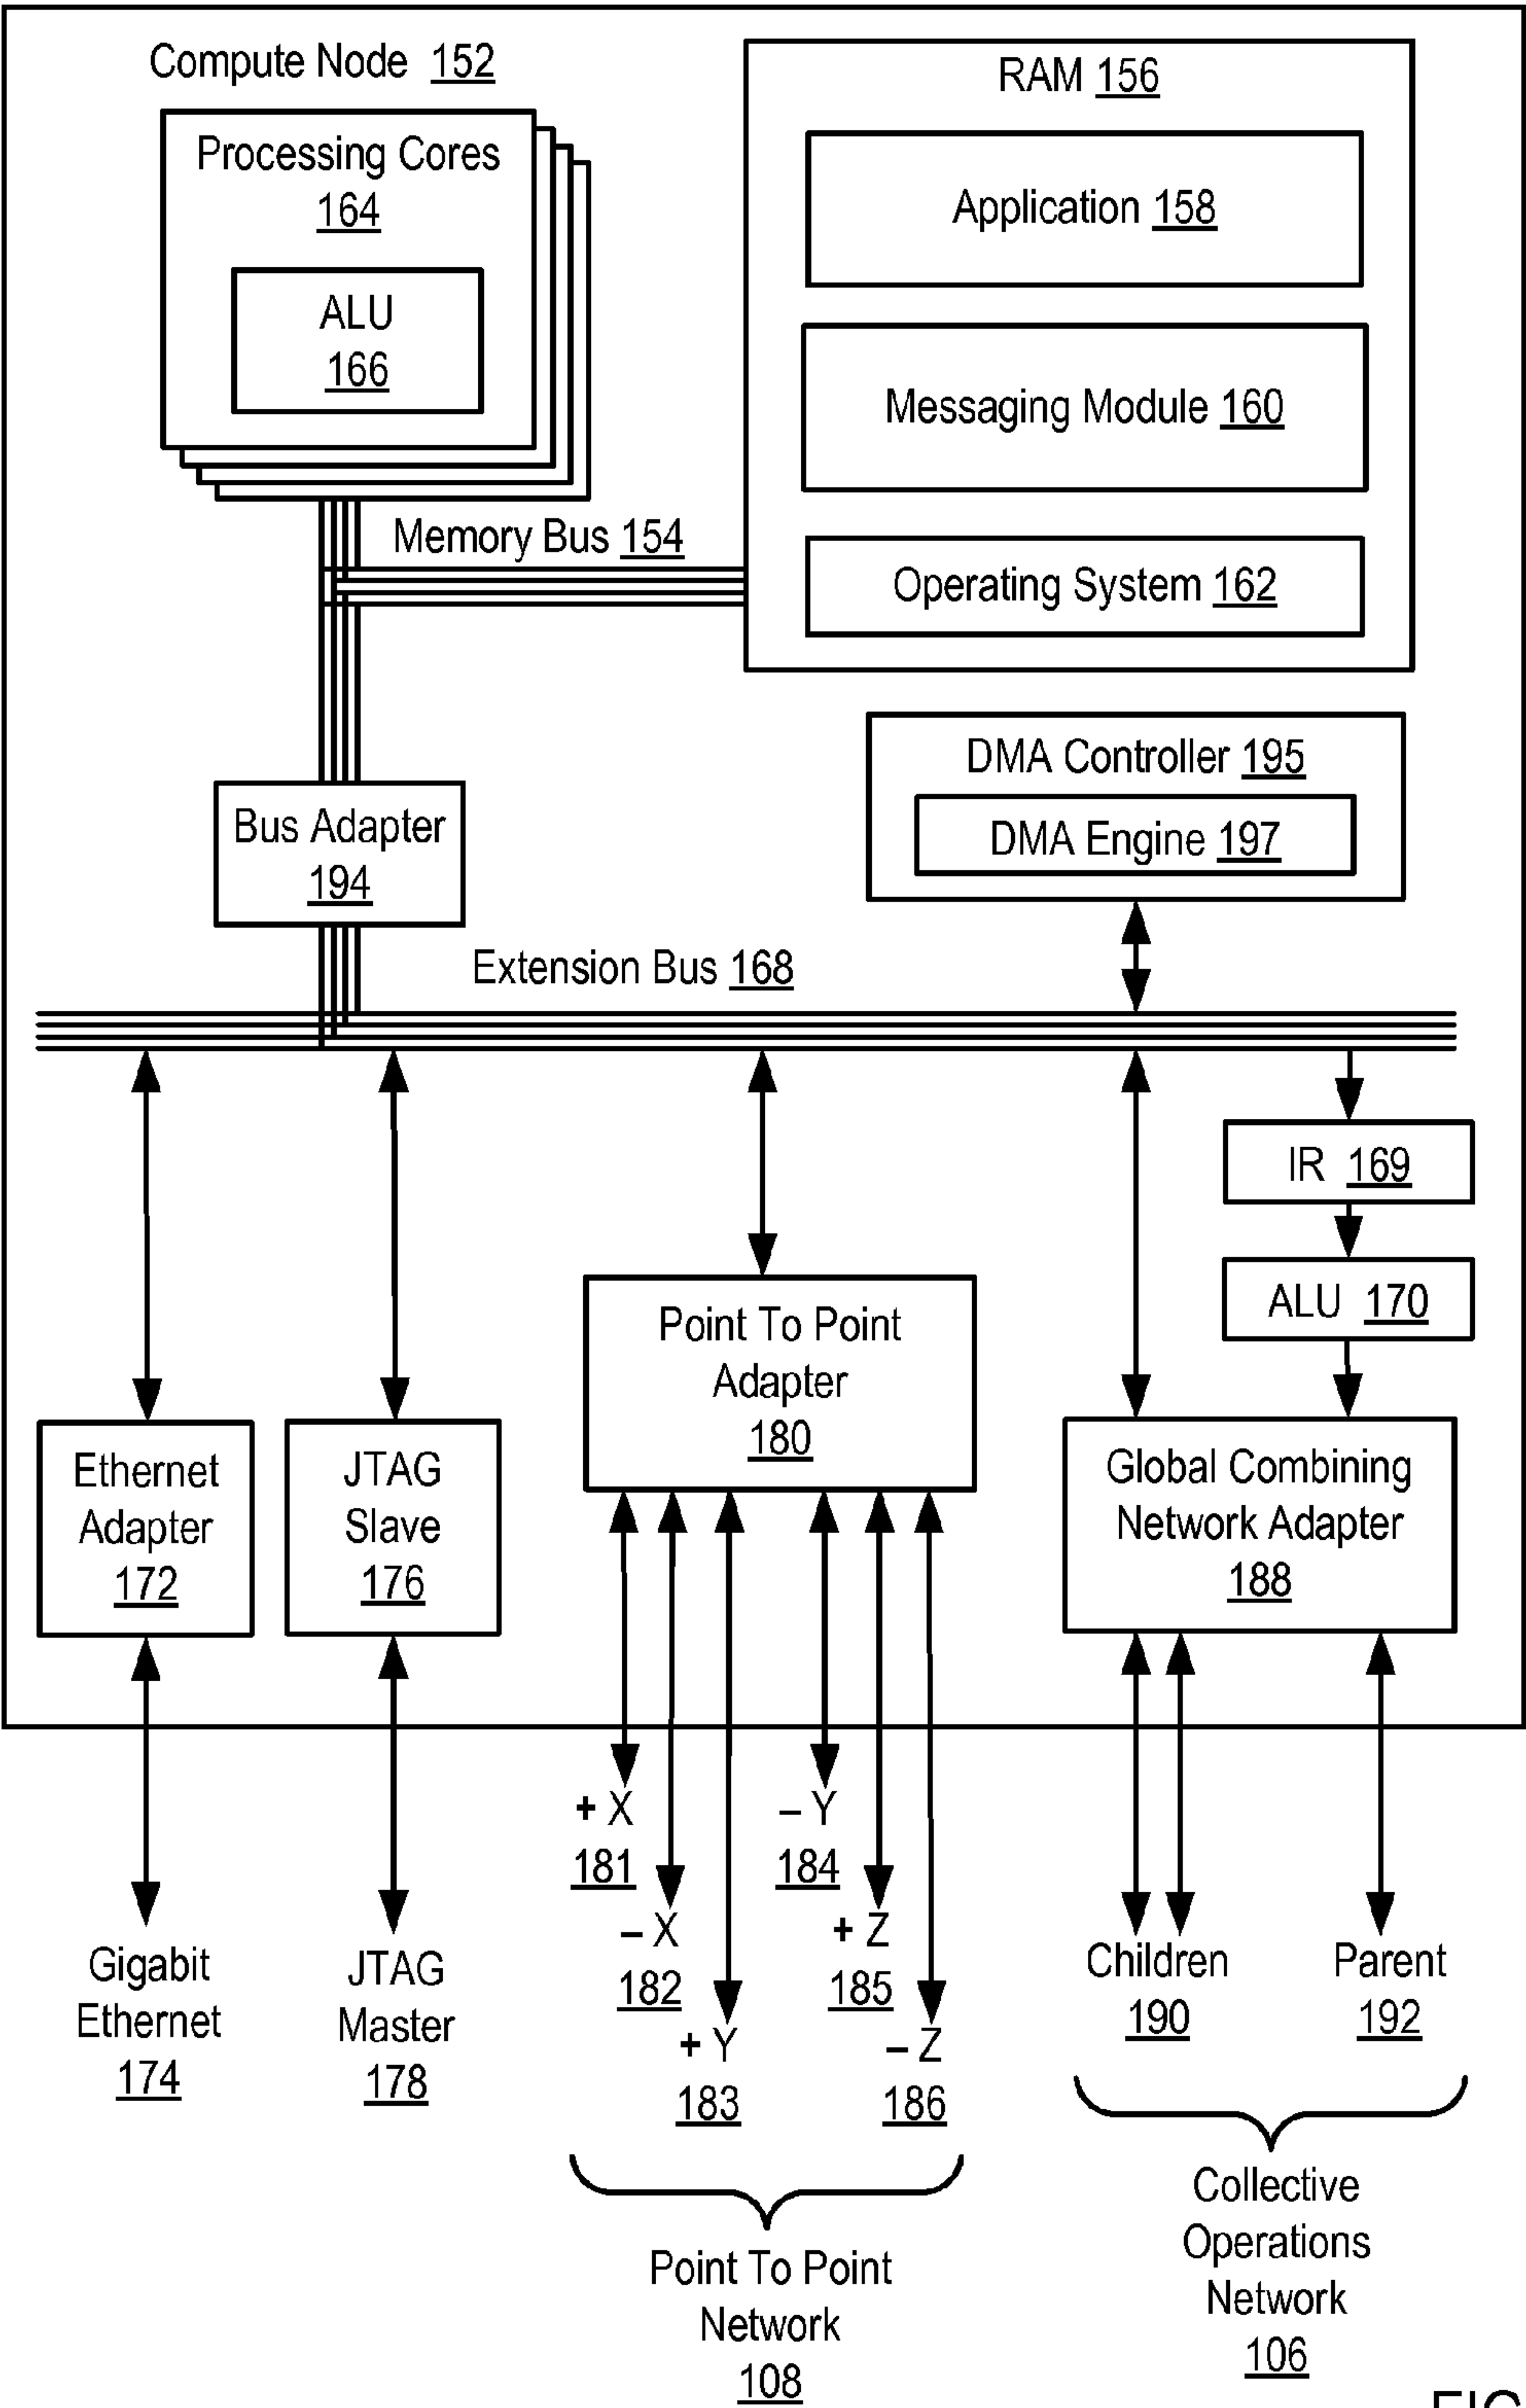 Compute Node 152
Processing Cores
164
ALU
166
RAM 156
Application 158
Messaging Module 160
Operating System 162
Memory Bus 154
DMA Controller 195
DMA Engine 197
Bus Adapter
194
Extension Bus 168
IR 169
ALU 170
Point To Point
Adapter
180
Ethernet
Adapter
172
JTAG
Slave
176
Global Combining
Network Adapter
188
+ X
181
– X
182
+ Y
183
– Y
184
+ Z
185
– Z
186
Gigabit
Ethernet
174
JTAG
Master
178
Children
190
Parent
192
Point To Point
Network
108
Collective
Operations
Network
106